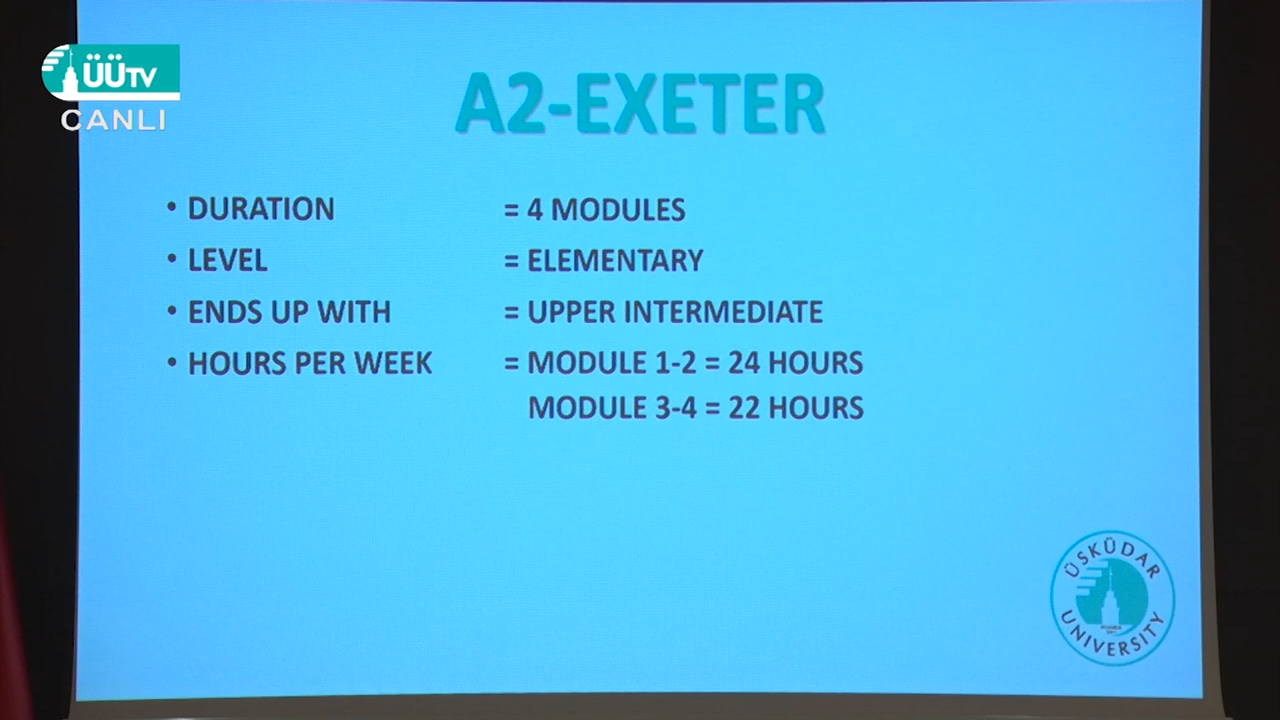 ÜÜTV
CANLI
A2-EXETER
• DURATION = 4 MODULES
• LEVEL = ELEMENTARY
• ENDS UP WITH = UPPER INTERMEDIATE
• HOURS PER WEEK = MODULE 1-2 = 24 HOURS
MODULE 3-4 = 22 HOURS
ÜSKÜDAR
UNIVERSITY